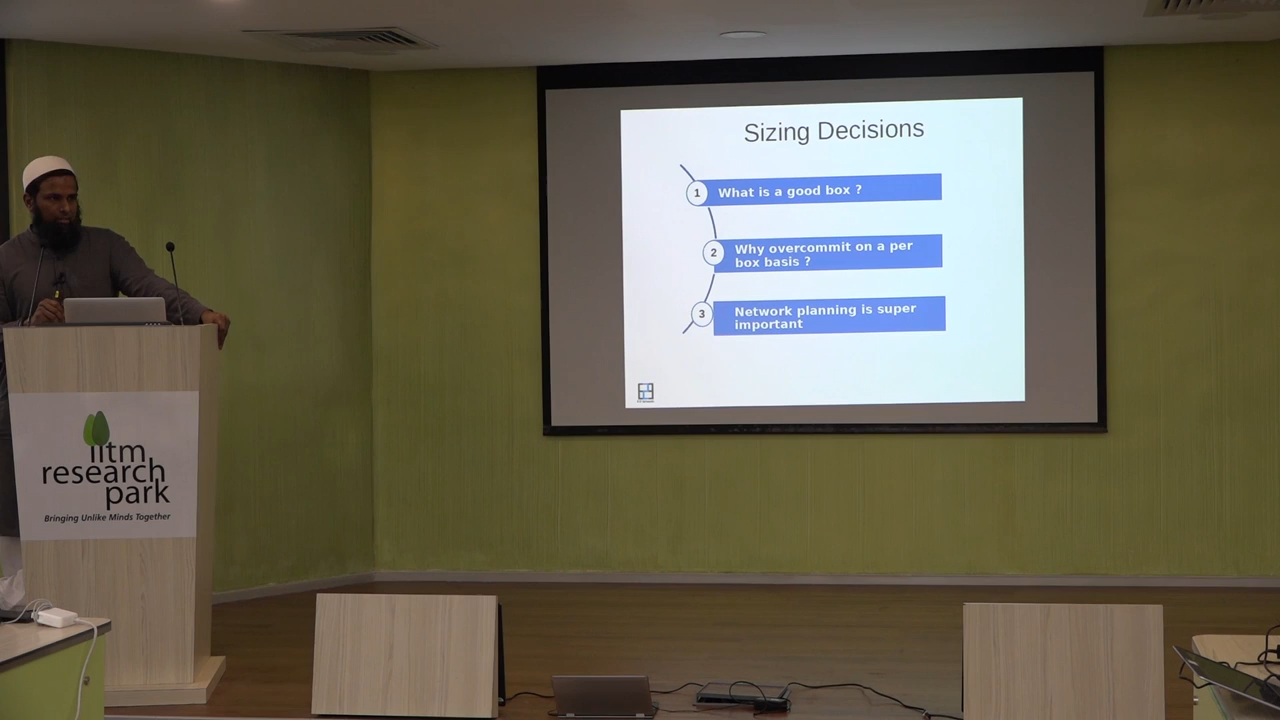 Sizing Decisions
1
What is a good box ?
2
Why overcommit on a per
box basis ?
3
Network planning is super
important
iitm
research
park
Bringing Unlike Minds Together